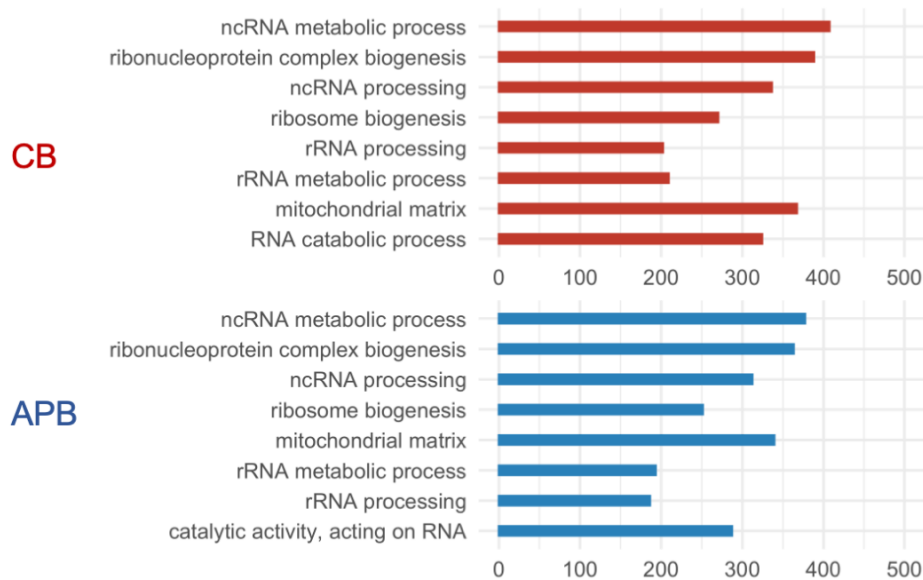 ncRNA metabolic process
ribonucleoprotein complex biogenesis
ncRNA processing
ribosome biogenesis
CB
rRNA processing
rRNA metabolic process
mitochondrial matrix
RNA catabolic process
0 100 200 300 400 500
ncRNA metabolic process
ribonucleoprotein complex biogenesis
ncRNA processing
ribosome biogenesis
APB
mitochondrial matrix
rRNA metabolic process
rRNA processing
catalytic activity, acting on RNA
0 100 200 300 400 500